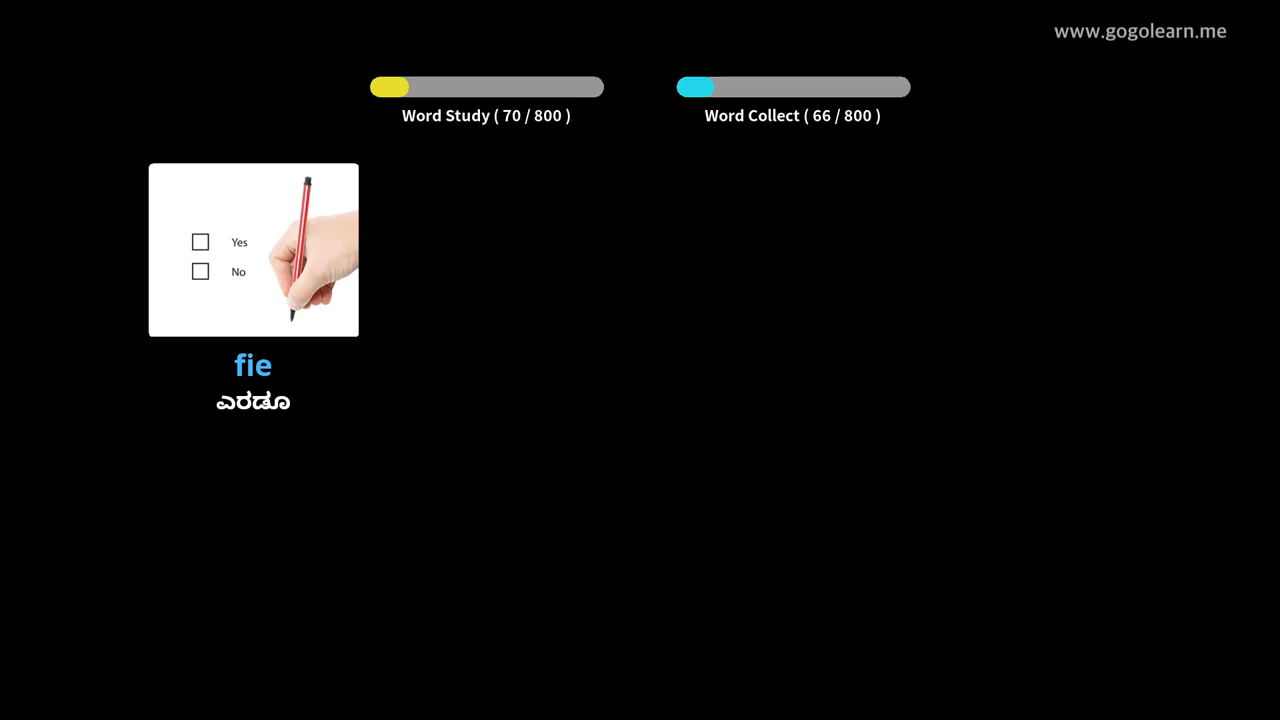 www.gogolearn.me
Word Study ( 70 / 800 )
Word Collect ( 66 / 800 )
Yes
No
fie
ಎರಡೂ